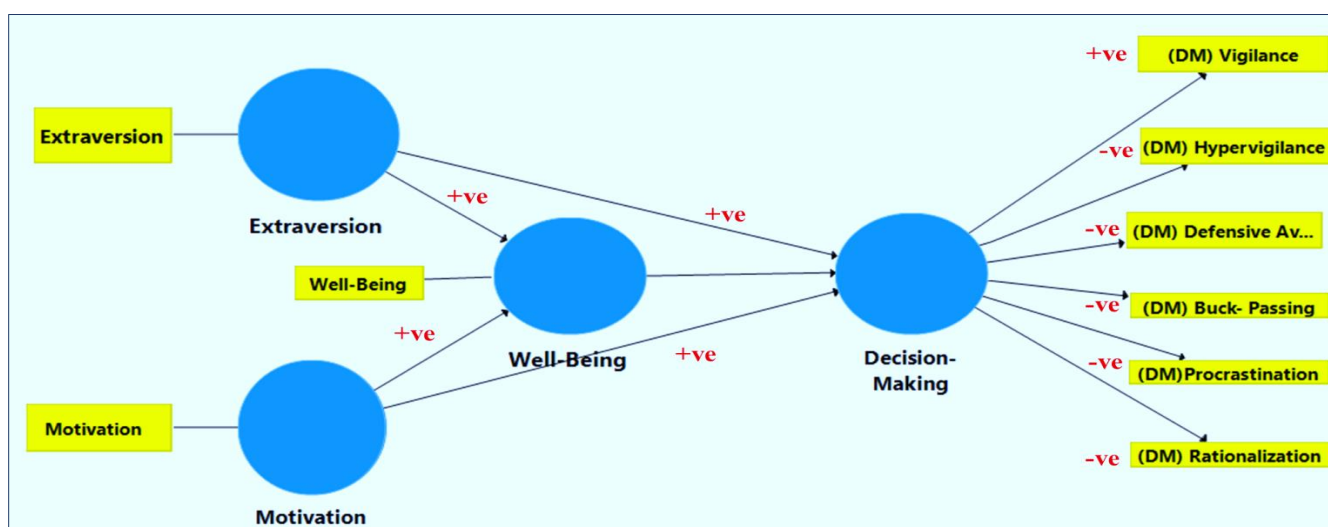 +ve
(DM) Vigilance
Extraversion
-ve
(DM) Hypervigilance
+ve
+ve
Extraversion
-ve
(DM) Defensive Av...
Well-Being
-ve
(DM) Buck- Passing
+ve
Well-Being
+ve
Decision-
Making
-ve
(DM)Procrastination
Motivation
-ve
(DM) Rationalization
Motivation